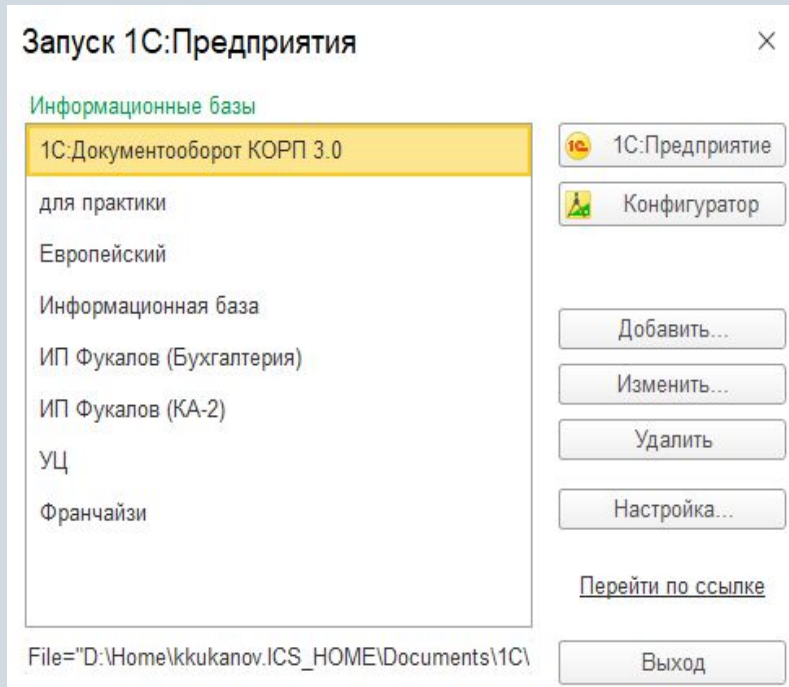 Запуск 1С:Предприятия
Информационные базы
1С:Документооборот КОРП 3.0
для практики
Европейский
Информационная база
ИП Фукалов (Бухгалтерия)
ИП Фукалов (КА-2)
УЦ
Франчайзи
File="D:\Home\kkukanov.ICS_HOME\Documents\1C\
1С:Предприятие
Конфигуратор
Добавить...
Изменить...
Удалить
Настройка...
Перейти по ссылке
Выход